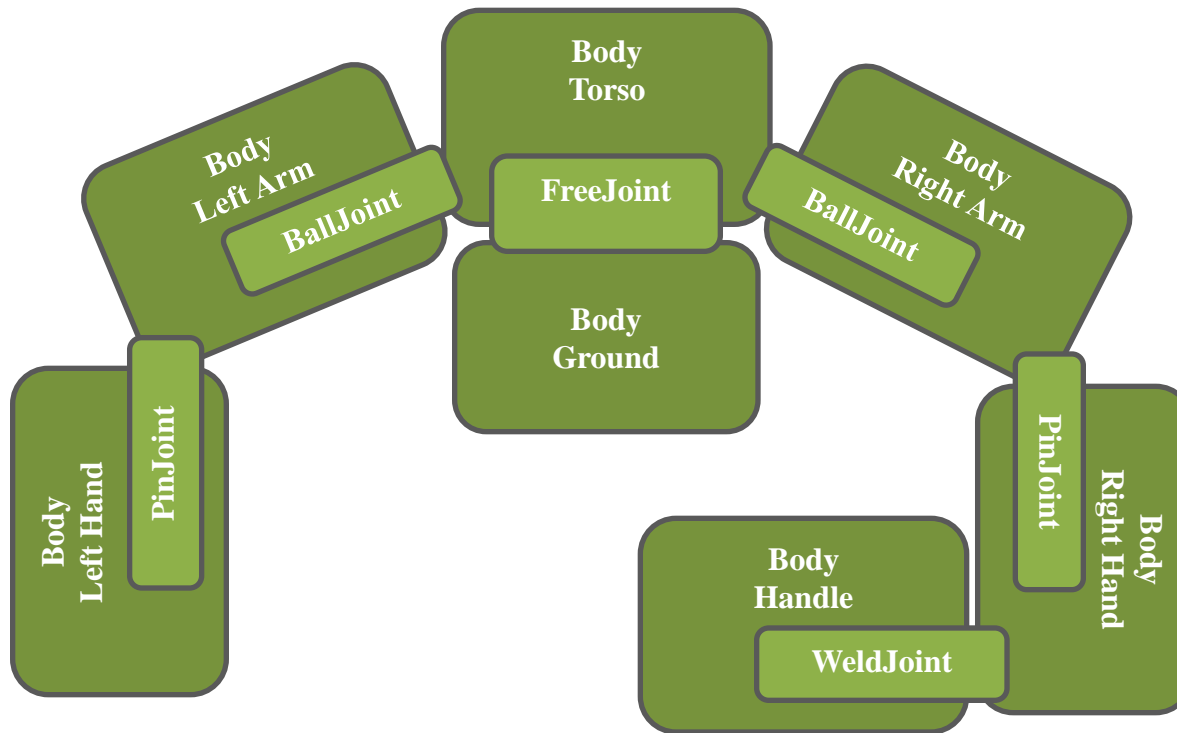 Body
Torso
FreeJoint
Body
Left Arm
BallJoint
Body
Right Arm
BallJoint
Body
Ground
PinJoint
Body
Left Hand
PinJoint
Body
Right Hand
Body
Handle
WeldJoint